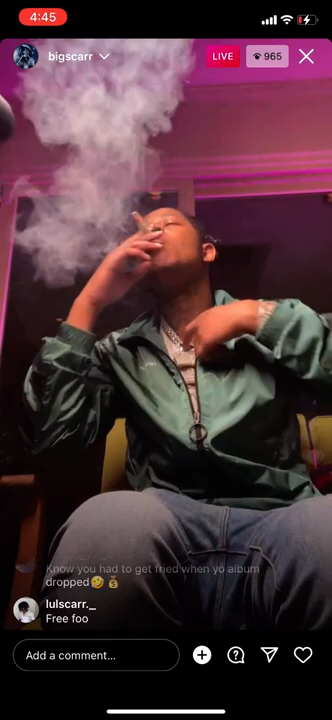 4:45
bigscarr
LIVE
965
Know you had to get fried when yo album
dropped🤣💰
lulscarr._
Free foo
Add a comment...